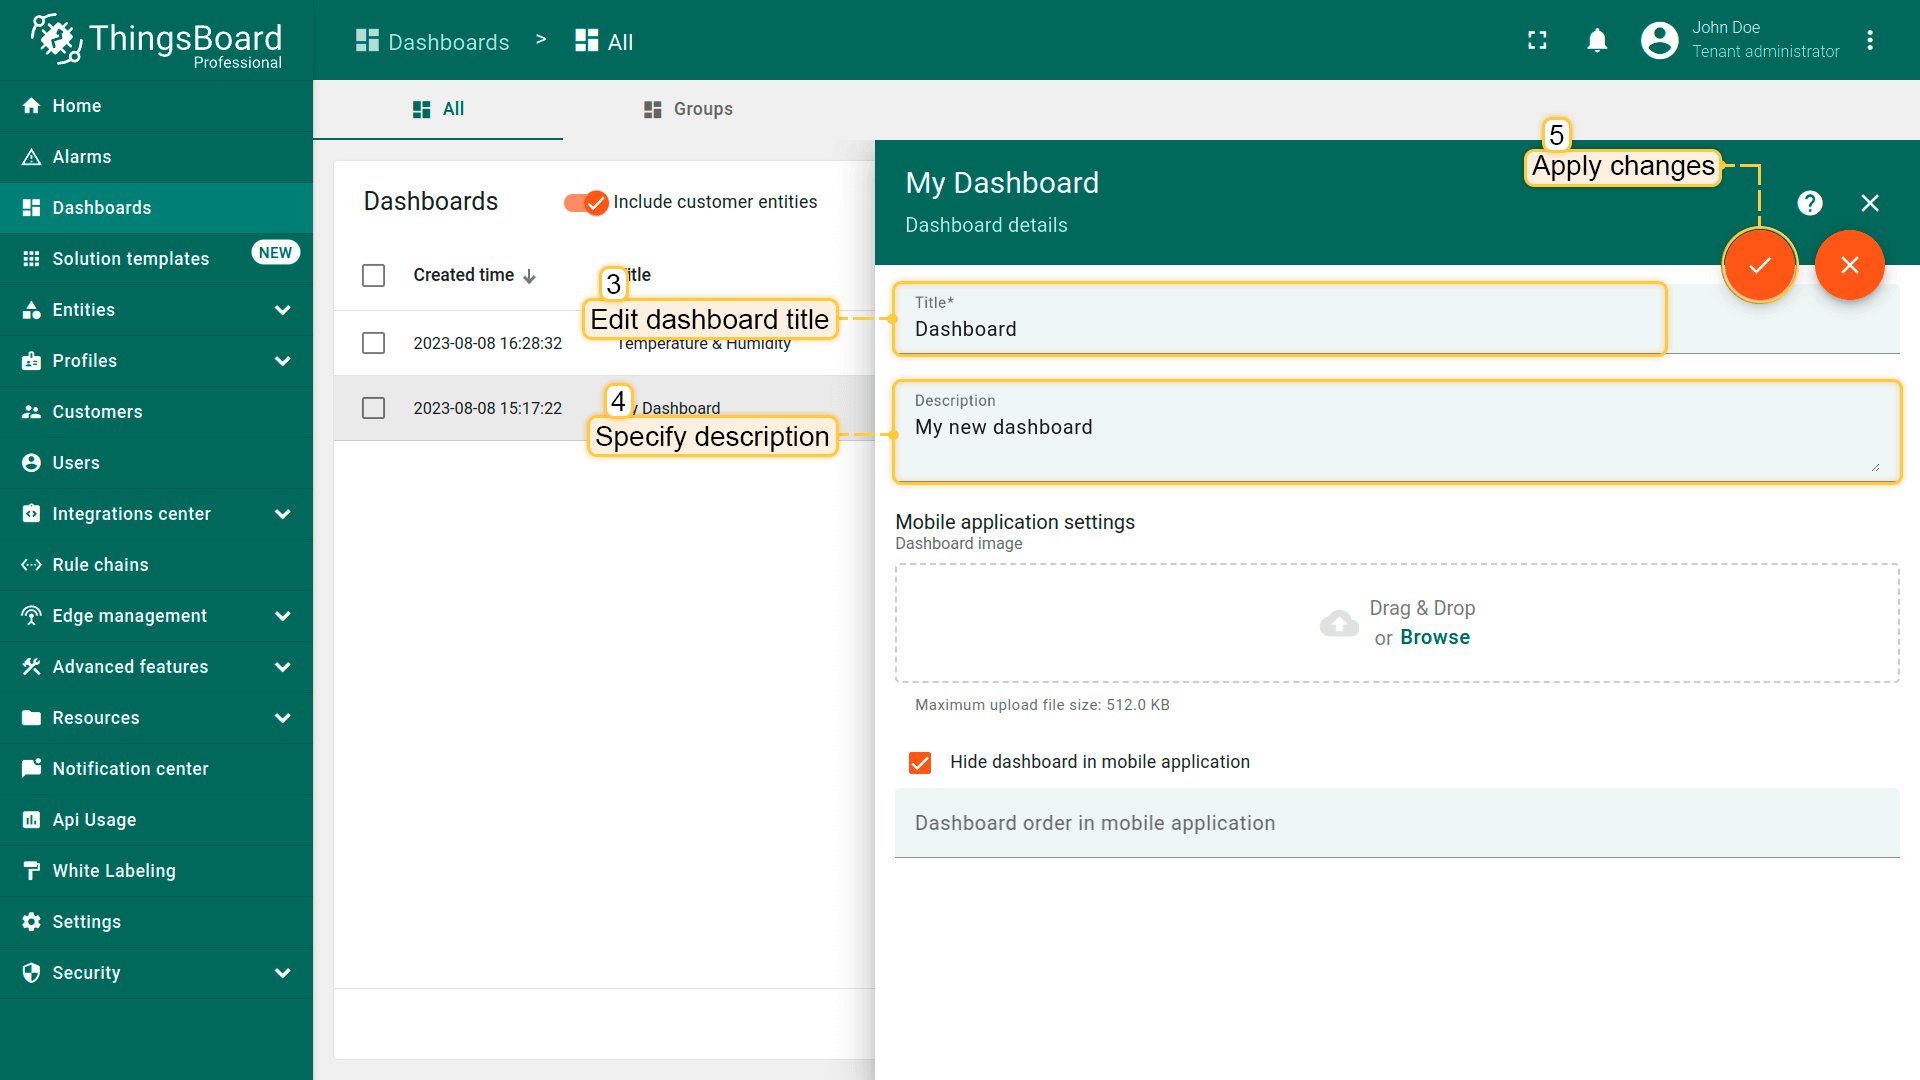 ThingsBoard
Professional
Dashboards > All
John Doe
Tenant administrator
Home
Alarms
Dashboards
Solution templates NEW
Entities
Profiles
Customers
Users
Integrations center
Rule chains
Edge management
Advanced features
Resources
Notification center
Api Usage
White Labeling
Settings
Security
All
Groups
Dashboards
Include customer entities
Created time
2023-08-08 16:28:32
Temperature & Humidity
2023-08-08 15:17:22
Dashboard
3
Edit dashboard title
4
Specify description
5
Apply changes
My Dashboard
Dashboard details
?
Title*
Dashboard
Description
My new dashboard
Mobile application settings
Dashboard image
Drag & Drop
or Browse
Maximum upload file size: 512.0 KB
Hide dashboard in mobile application
Dashboard order in mobile application